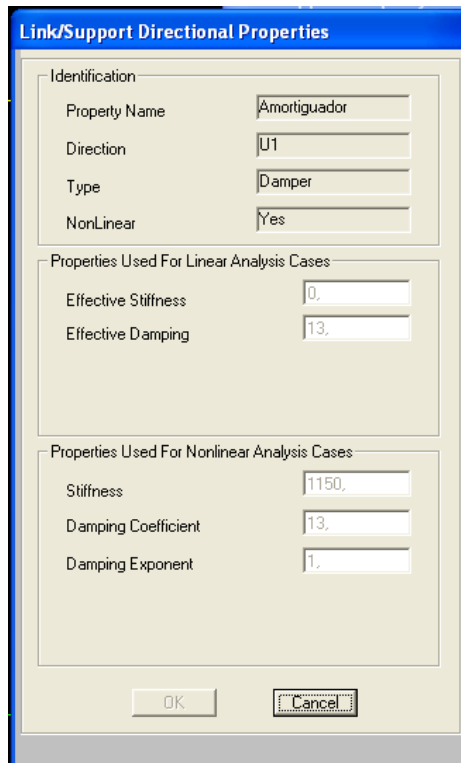 Link/Support Directional Properties
Identification
Property Name Amortiguador
Direction U1
Type Damper
NonLinear Yes
Properties Used For Linear Analysis Cases
Effective Stiffness 0,
Effective Damping 13,
Properties Used For Nonlinear Analysis Cases
Stiffness 1150,
Damping Coefficient 13,
Damping Exponent 1,
OK Cancel